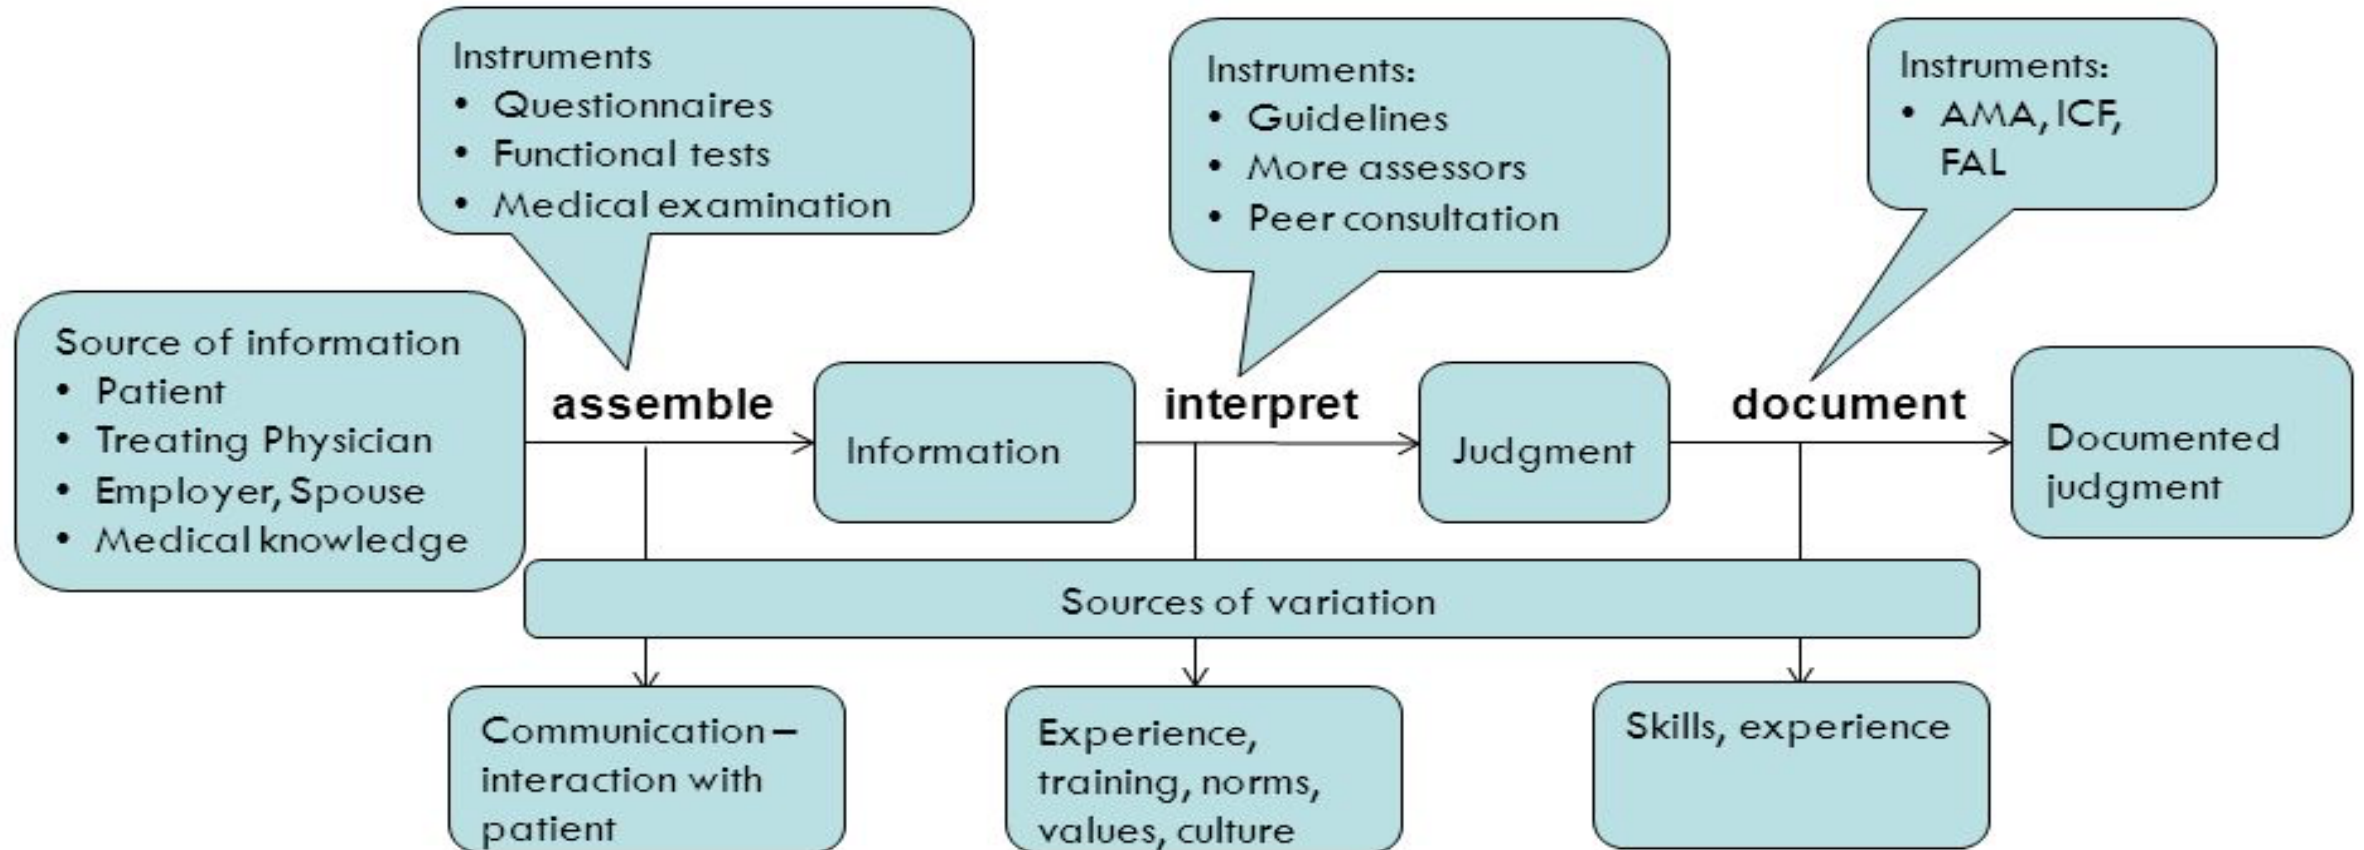 Instruments
• Questionnaires
• Functional tests
• Medical examination
Instruments:
• Guidelines
• More assessors
• Peer consultation
Instruments:
• AMA, ICF,
FAL
Source of information
• Patient
• Treating Physician
• Employer, Spouse
• Medical knowledge
assemble
Information
interpret
Judgment
document
Documented
judgment
Sources of variation
Communication –
interaction with
patient
Experience,
training, norms,
values, culture
Skills, experience